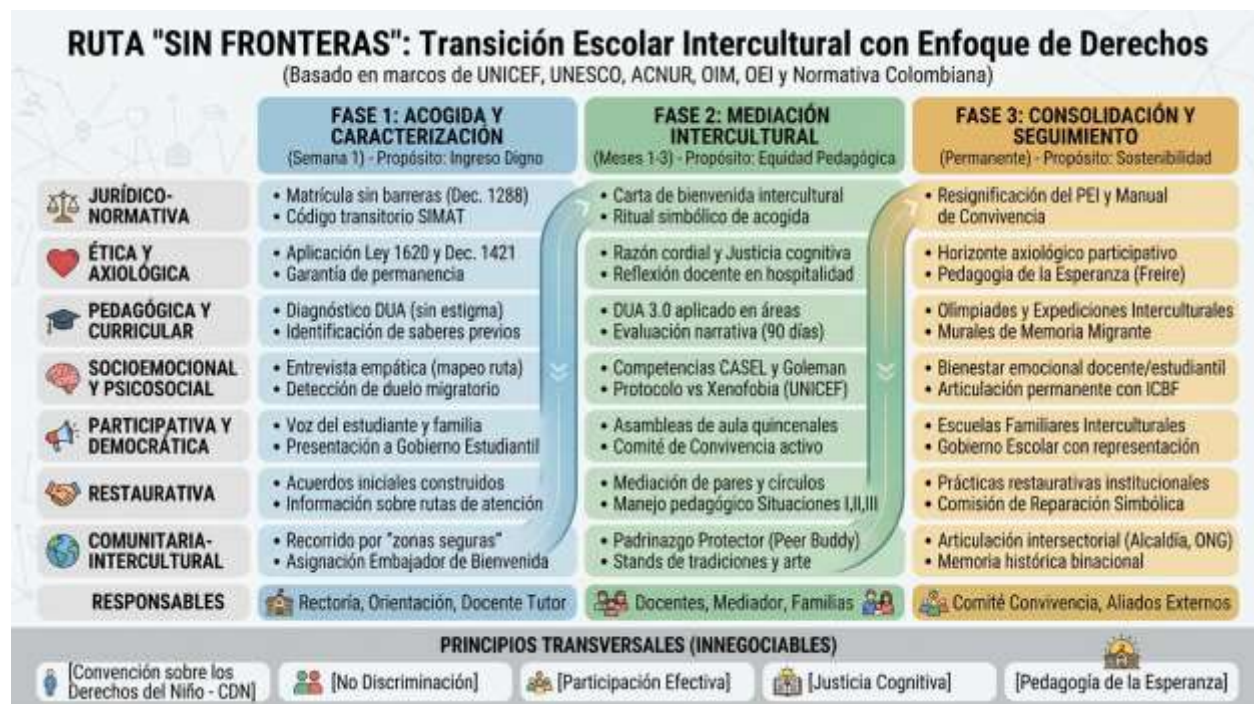 RUTA "SIN FRONTERAS": Transición Escolar Intercultural con Enfoque de Derechos
(Basado en marcos de UNICEF, UNESCO, ACNUR, OIM, OEI y Normativa Colombiana)
FASE 1: ACOGIDA Y
CARACTERIZACIÓN
(Semana 1) - Propósito: Ingreso Digno
FASE 2: MEDIACIÓN
INTERCULTURAL
(Meses 1-3) - Propósito: Equidad Pedagógica
FASE 3: CONSOLIDACIÓN Y
SEGUIMIENTO
(Permanente) - Propósito: Sostenibilidad
JURÍDICO-
NORMATIVA
• Matrícula sin barreras (Dec. 1288)
• Código transitorio SIMAT
• Carta de bienvenida intercultural
• Ritual simbólico de acogida
• Resignificación del PEI y Manual
de Convivencia
ÉTICA Y
AXIOLÓGICA
• Aplicación Ley 1620 y Dec. 1421
• Garantía de permanencia
• Razón cordial y Justicia cognitiva
• Reflexión docente en hospitalidad
• Horizonte axiológico participativo
• Pedagogía de la Esperanza (Freire)
PEDAGÓGICA Y
CURRICULAR
• Diagnóstico DUA (sin estigma)
• Identificación de saberes previos
• DUA 3.0 aplicado en áreas
• Evaluación narrativa (90 días)
• Olimpiades y Expediciones Interculturales
• Murales de Memoria Migrante
SOCIOEMOCIONAL
Y PSICOSOCIAL
• Entrevista empática (mapeo ruta)
• Detección de duelo migratorio
• Competencias CASEL y Goleman
• Protocolo vs Xenofobia (UNICEF)
• Bienestar emocional docente/estudiantil
• Articulación permanente con ICBF
PARTICIPATIVA Y
DEMOCRÁTICA
• Voz del estudiante y familia
• Presentación a Gobierno Estudiantil
• Asambleas de aula quincenales
• Comité de Convivencia activo
• Escuelas Familiares Interculturales
• Gobierno Escolar con representación
RESTAURATIVA
• Acuerdos iniciales construidos
• Información sobre rutas de atención
• Mediación de pares y círculos
• Manejo pedagógico Situaciones I,II,III
• Prácticas restaurativas institucionales
• Comisión de Reparación Simbólica
COMUNITARIA-
INTERCULTURAL
• Recorrido por "zonas seguras"
• Asignación Embajador de Bienvenida
• Padrinazgo Protector (Peer Buddy)
• Stands de tradiciones y arte
• Articulación intersectorial (Alcaldía, ONG)
• Memoria histórica binacional
RESPONSABLES
Rectoría, Orientación, Docente Tutor
Docentes, Mediador, Familias
Comité Convivencia, Aliados Externos
PRINCIPIOS TRANSVERSALES (INNEGOCIABLES)
[Convención sobre los
Derechos del Niño - CDN]
[No Discriminación]
[Participación Efectiva]
[Justicia Cognitiva]
[Pedagogía de la Esperanza]